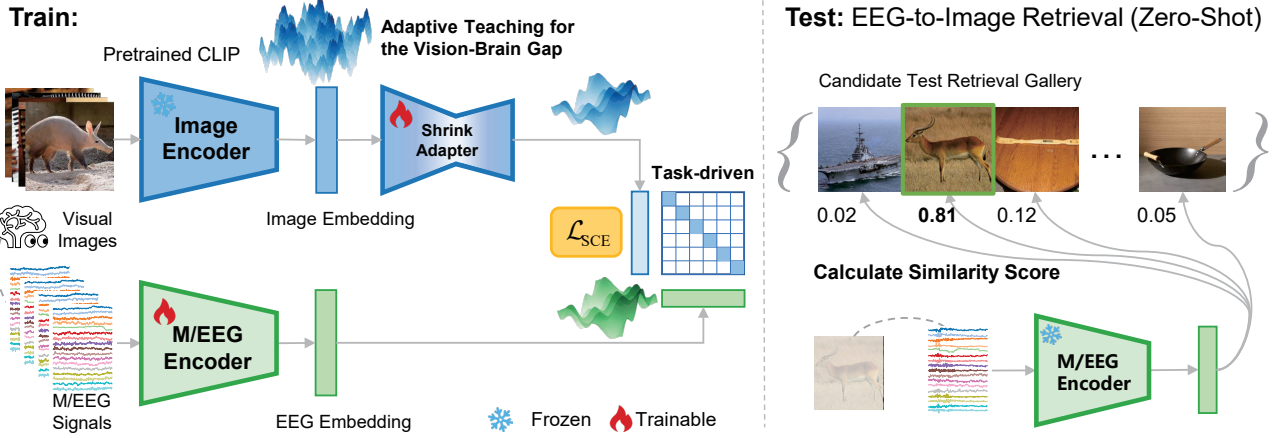 Train:
Pretrained CLIP
Adaptive Teaching for
the Vision-Brain Gap
Image
Encoder
Shrink
Adapter
Visual
Images
Image Embedding
Task-driven
ℒSCE
M/EEG
Encoder
M/EEG
Signals
EEG Embedding
Frozen
Trainable
Test: EEG-to-Image Retrieval (Zero-Shot)
Candidate Test Retrieval Gallery
{ ... }
0.02
0.81
0.12
0.05
Calculate Similarity Score
M/EEG
Encoder